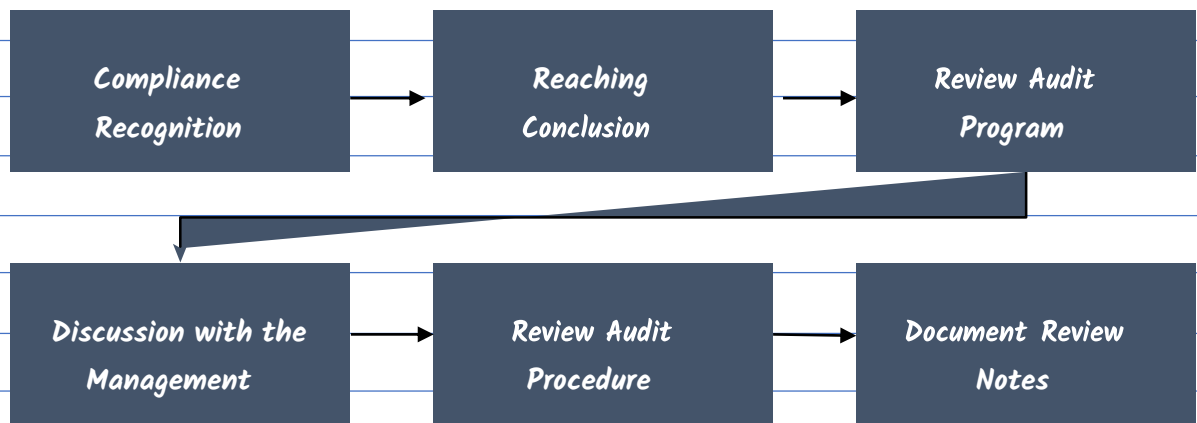 Compliance
Recognition
Reaching
Conclusion
Review Audit
Program
Discussion with the
Management
Review Audit
Procedure
Document Review
Notes